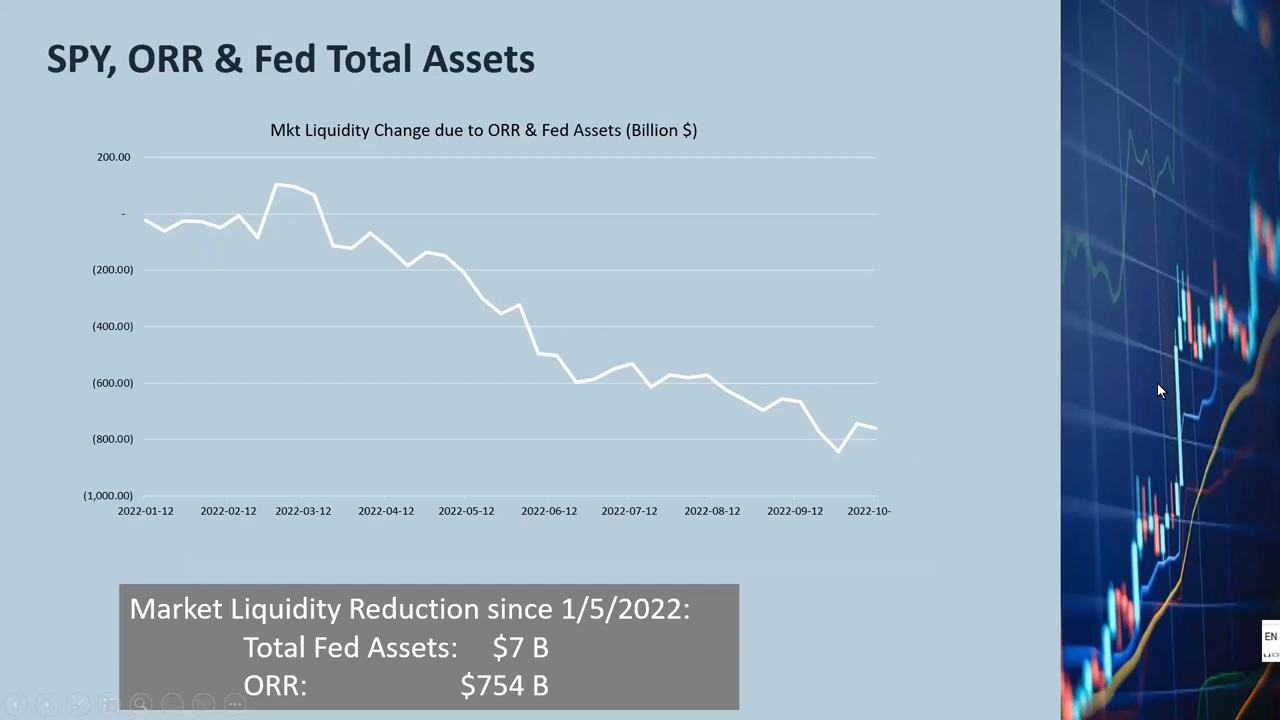 SPY, ORR & Fed Total Assets
Mkt Liquidity Change due to ORR & Fed Assets (Billion $)
200.00
-
(200.00)
(400.00)
(600.00)
(800.00)
(1,000.00)
2022-01-12 2022-02-12 2022-03-12 2022-04-12 2022-05-12 2022-06-12 2022-07-12 2022-08-12 2022-09-12 2022-10-
Market Liquidity Reduction since 1/5/2022:
Total Fed Assets: $7 B
ORR: $754 B
EN